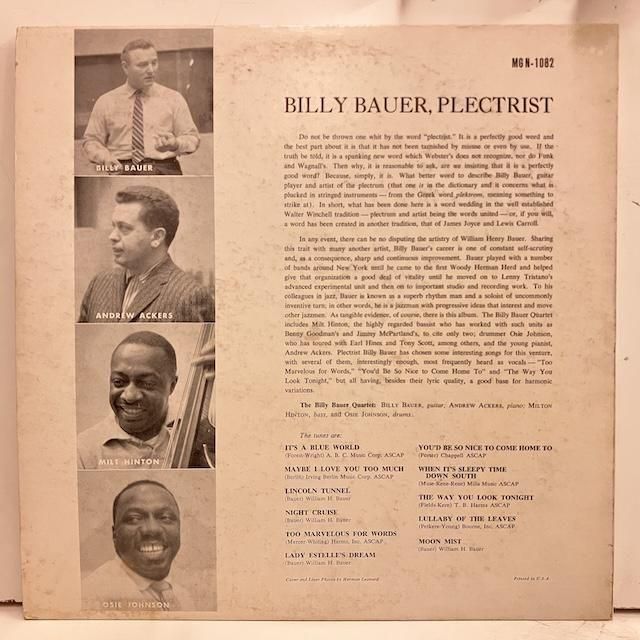 MG N-1082
BILLY BAUER, PLECTRIST
Do not be thrown one whit by the word "plectrist." It is a perfectly good word and
the best part about it is that it has not been tarnished by misuse or even by use. If the
truth be told, it is a spanking new word which Webster's does not recognize, nor do Funk
and Wagnall's. Then why, it is reasonable to ask, are we insisting that it is a perfectly
good word? Because, simply, it is. What better word to describe Billy Bauer, guitar
player and artist of the plectrum (that one is in the dictionary and it concerns what is
plucked in stringed instruments — from the Greek word plektron, meaning something to
strike at). In short, what has been done here is a word wedding in the well established
Walter Winchell tradition — plectrum and artist being the words united — or, if you will,
a word has been created in another tradition, that of James Joyce and Lewis Carroll.
In any event, there can be no disputing the artistry of William Henry Bauer. Sharing
this trait with many another artist, Billy Bauer's career is one of constant self-scrutiny
and, as a consequence, sharp and continuous improvement. Bauer played with a number
of bands around New York until he came to the first Woody Herman Herd and helped
give that organization a good deal of vitality until he moved on to Lenny Tristano's
advanced experimental unit and then on to important studio and recording work. To his
colleagues in jazz, Bauer is known as a superb rhythm man and a soloist of uncommonly
inventive turn; in other words, he is a jazzman with progressive ideas that interest and move
other jazzmen. As tangible evidence, of course, there is this album. The Billy Bauer Quartet
includes Milt Hinton, the highly regarded bassist who has worked with such units as
Benny Goodman's and Jimmy McPartland's, to cite only two; drummer Osie Johnson,
who has toured with Earl Hines and Tony Scott, among others, and the young pianist,
Andrew Ackers. Plectrist Billy Bauer has chosen some interesting songs for this venture,
with several of them, interestingly enough, most frequently heard as vocals — "Too
Marvelous for Words," "You'd Be So Nice to Come Home To" and "The Way You
Look Tonight," but all having, besides their lyric quality, a good bass for harmonic
variations.
The Billy Bauer Quartet: BILLY BAUER, guitar; ANDREW ACKERS, piano; MILTON
HINTON, bass, and OSIE JOHNSON, drums.
The tunes are:
IT'S A BLUE WORLD
(Forest-Wright) A. B. C. Music Corp. ASCAP
MAYBE I LOVE YOU TOO MUCH
(Berlin) Irving Berlin Music Corp. ASCAP
LINCOLN TUNNEL
(Bauer) William H. Bauer
NIGHT CRUISE
(Bauer) William H. Bauer
TOO MARVELOUS FOR WORDS
(Mercer-Whiting) Harms, Inc. ASCAP
LADY ESTELLE'S DREAM
(Bauer) William H. Bauer
YOU'D BE SO NICE TO COME HOME TO
(Porter) Chappell ASCAP
WHEN IT'S SLEEPY TIME
DOWN SOUTH
(Muse-Rene-Rene) Mills Music ASCAP
THE WAY YOU LOOK TONIGHT
(Fields-Kern) T. B. Harms ASCAP
LULLABY OF THE LEAVES
(Petkere-Young) Bourne, Inc. ASCAP
MOON MIST
(Bauer) William H. Bauer
Cover and Liner Photos by Herman Leonard
Printed in U.S.A.
BILLY BAUER
ANDREW ACKERS
MILT HINTON
OSIE JOHNSON